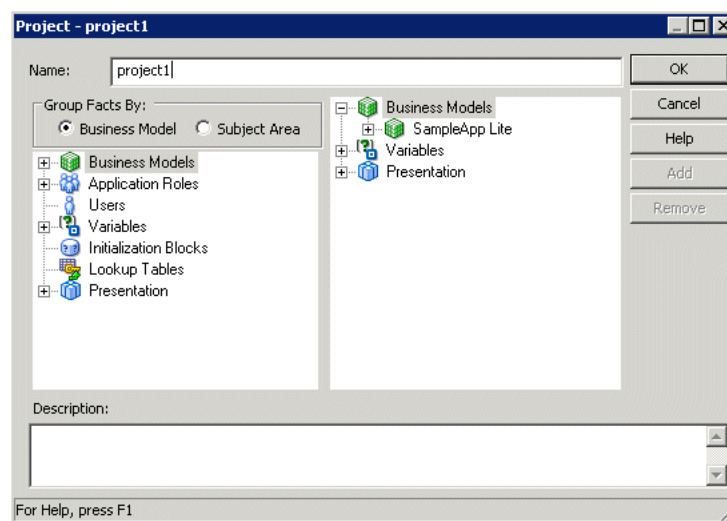 Project - project1
Name: project1
OK
Group Facts By:
Business Model Subject Area
Cancel
Help
Add
Remove
Business Models
Application Roles
Users
Variables
Initialization Blocks
Lookup Tables
Presentation
Business Models
SampleApp Lite
Variables
Presentation
Description:
For Help, press F1